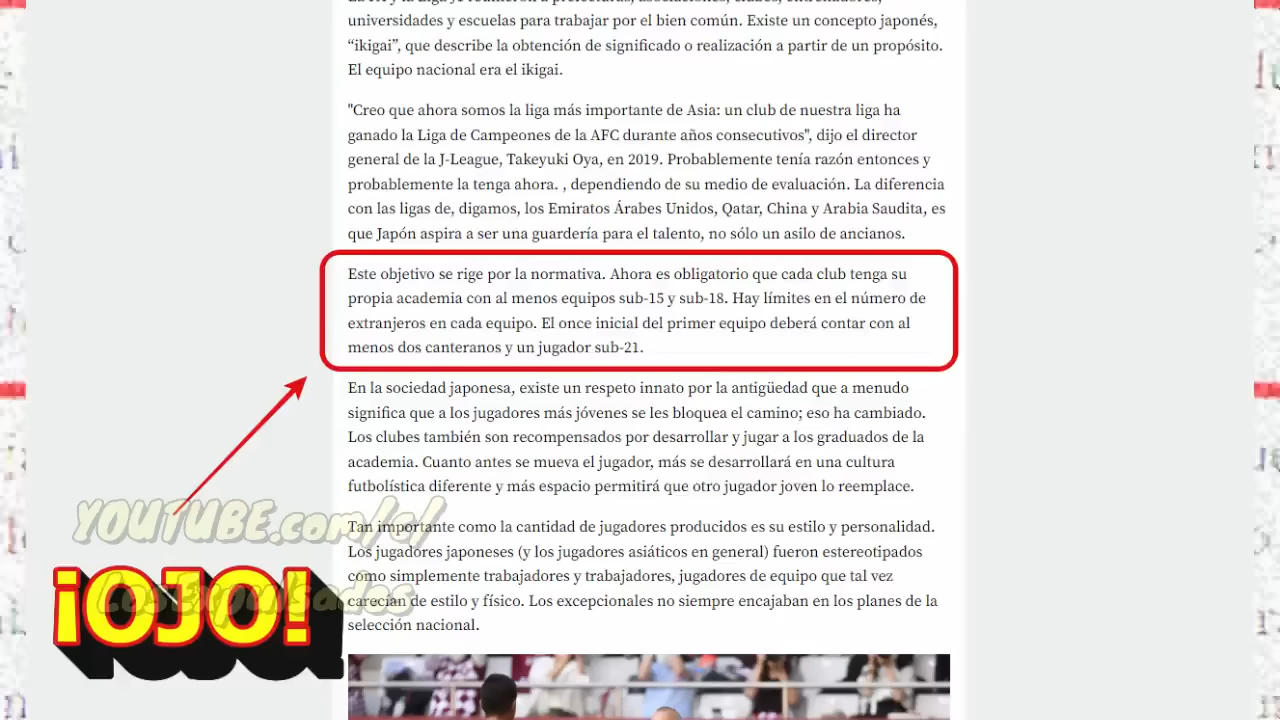 universidades y escuelas para trabajar por el bien común. Existe un concepto japonés,
“ikigai”, que describe la obtención de significado o realización a partir de un propósito.
El equipo nacional era el ikigai.
"Creo que ahora somos la liga más importante de Asia: un club de nuestra liga ha
ganado la Liga de Campeones de la AFC durante años consecutivos", dijo el director
general de la J-League, Takeyuki Oya, en 2019. Probablemente tenía razón entonces y
probablemente la tenga ahora. , dependiendo de su medio de evaluación. La diferencia
con las ligas de, digamos, los Emiratos Árabes Unidos, Qatar, China y Arabia Saudita, es
que Japón aspira a ser una guardería para el talento, no sólo un asilo de ancianos.
Este objetivo se rige por la normativa. Ahora es obligatorio que cada club tenga su
propia academia con al menos equipos sub-15 y sub-18. Hay límites en el número de
extranjeros en cada equipo. El once inicial del primer equipo deberá contar con al
menos dos canteranos y un jugador sub-21.
En la sociedad japonesa, existe un respeto innato por la antigüedad que a menudo
significa que a los jugadores más jóvenes se les bloquea el camino; eso ha cambiado.
Los clubes también son recompensados por desarrollar y jugar a los graduados de la
academia. Cuanto antes se mueva el jugador, más se desarrollará en una cultura
futbolística diferente y más espacio permitirá que otro jugador joven lo reemplace.
Tan importante como la cantidad de jugadores producidos es su estilo y personalidad.
Los jugadores japoneses (y los jugadores asiáticos en general) fueron estereotipados
como simplemente trabajadores y trabajadores, jugadores de equipo que tal vez
carecían de estilo y físico. Los excepcionales no siempre encajaban en los planes de la
selección nacional.
YOUTUBE.com/c/
LosExpulsados
¡OJO!